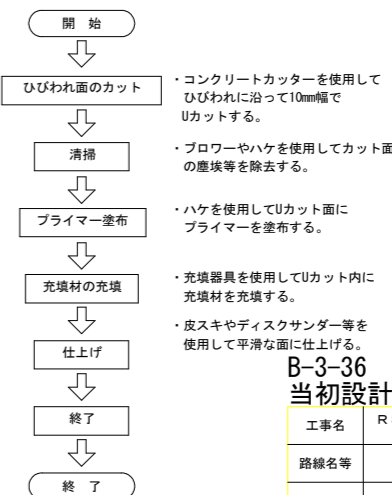 開 始
ひびわれ面のカット
・コンクリートカッターを使用して
ひびわれに沿って10mm幅で
Uカットする。
清掃
・ブロワーやハケを使用してカット面
の塵埃等を除去する。
プライマー塗布
・ハケを使用してUカット面に
プライマーを塗布する。
充填材の充填
・充填器具を使用してUカット内に
充填材を充填する。
仕上げ
・皮スキやディスクサンダー等を
使用して平滑な面に仕上げる。
終了
終 了
B-3-36
当初設計
工事名 R
路線名等